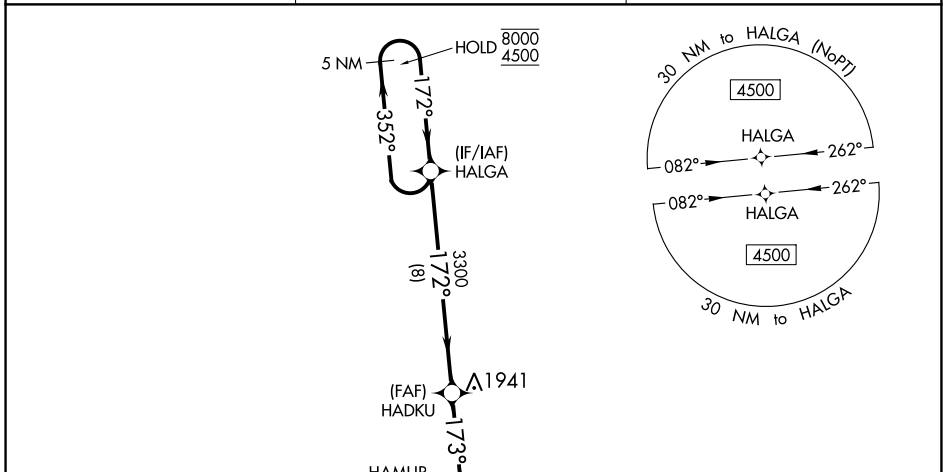 HOLD 8000
4500
5 NM
172°
352°
(IF/IAF)
HALGA
3300
172°
(8)
(FAF)
HADKU
1941
173°
HAMUR
30 NM to HALGA (NoPT)
4500
HALGA
082°
262°
082°
262°
HALGA
4500
30 NM to HALGA